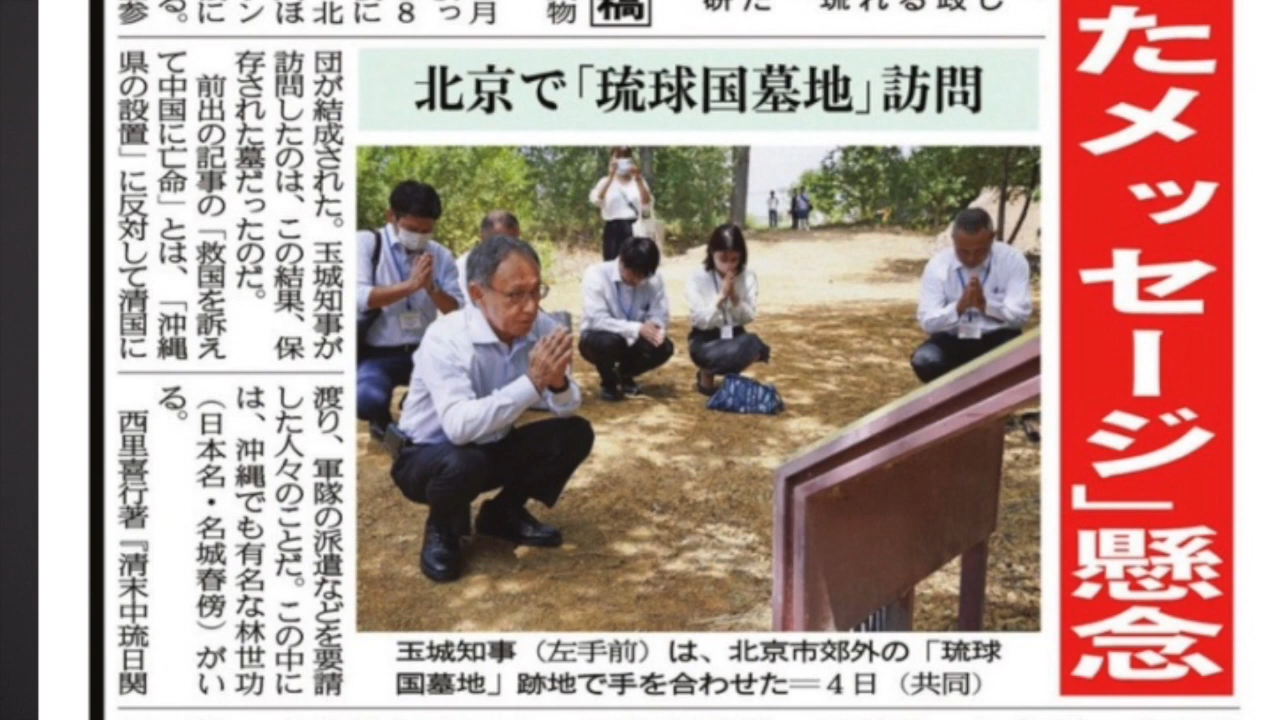 たメッセージ」懸念
北京で「琉球国墓地」訪問
玉城知事（左手前）は、北京市郊外の「琉球
国墓地」跡地で手を合わせた＝４日（共同）
団が結成された。玉城知事が
訪問したのは、この結果、保
存された墓だったのだ。
前出の記事の「救国を訴え
て中国に亡命」とは、「沖縄
県の設置」に反対して清国に
渡り、軍隊の派遣などを要請
した人々のことだ。この中に
は、沖縄でも有名な林世功
（日本名・名城春傍）がい
る。
西里喜行著『清末中琉日関